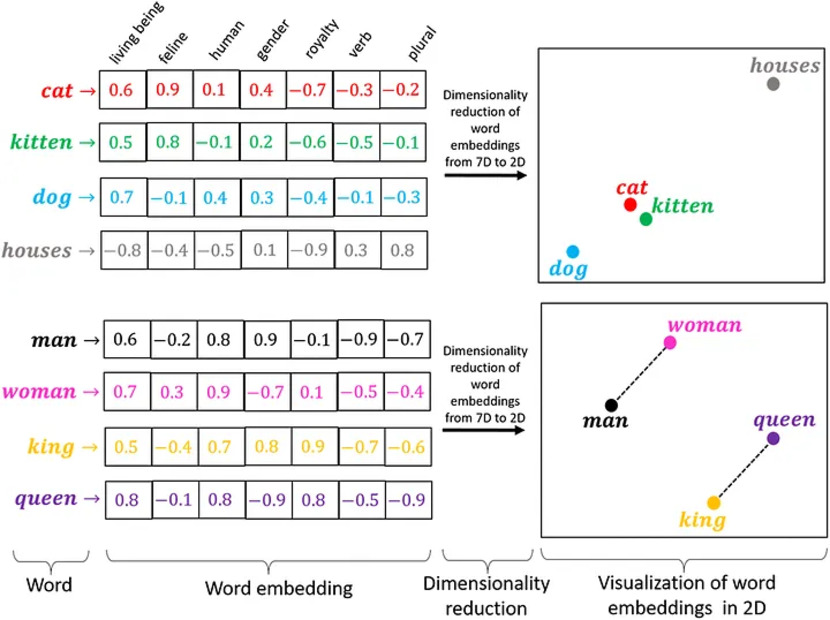 living being feline human gender royalty verb plural
cat → 0.6 0.9 0.1 0.4 −0.7 −0.3 −0.2
kitten → 0.5 0.8 −0.1 0.2 −0.6 −0.5 −0.1
dog → 0.7 −0.1 0.4 0.3 −0.4 −0.1 −0.3
houses → −0.8 −0.4 −0.5 0.1 −0.9 0.3 0.8
Dimensionality
reduction of
word
embeddings
from 7D to 2D
houses
cat
kitten
dog
man → 0.6 −0.2 0.8 0.9 −0.1 −0.9 −0.7
woman → 0.7 0.3 0.9 −0.7 0.1 −0.5 −0.4
king → 0.5 −0.4 0.7 0.8 0.9 −0.7 −0.6
queen → 0.8 −0.1 0.8 −0.9 0.8 −0.5 −0.9
Dimensionality
reduction of
word
embeddings
from 7D to 2D
woman
man
queen
king
Word
Word embedding
Dimensionality
reduction
Visualization of word
embeddings in 2D